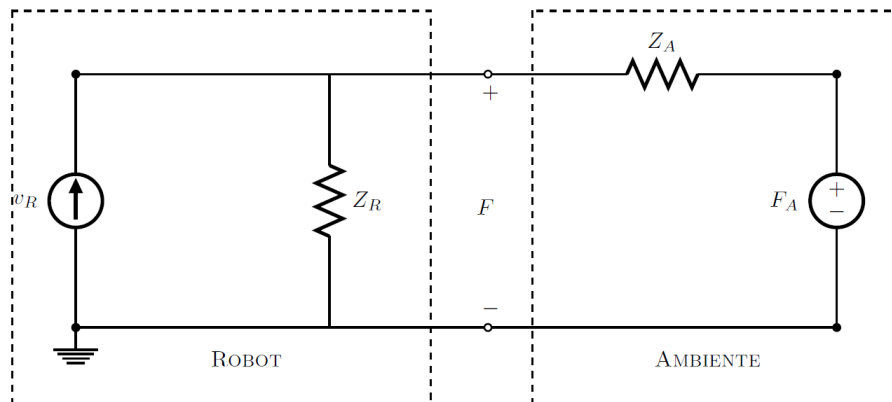 Z_A
+
v_R
Z_R
F
F_A
+
−
−
ROBOT
AMBIENTE